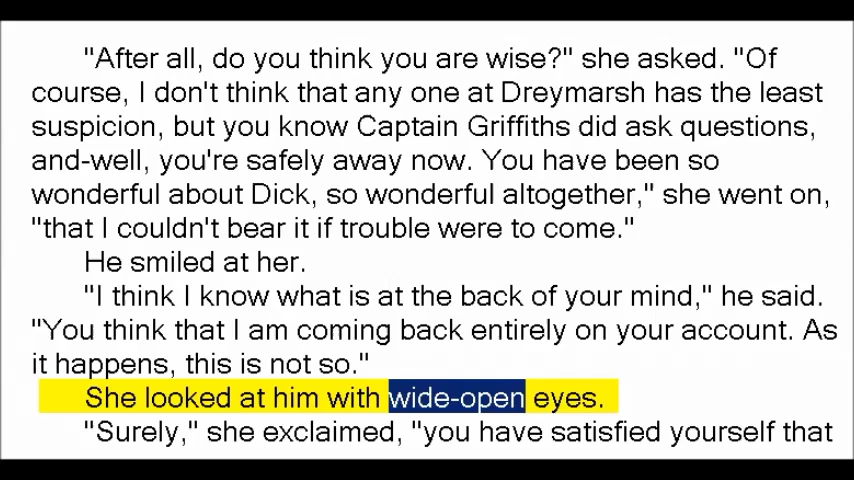 "After all, do you think you are wise?" she asked. "Of
course, I don't think that any one at Dreymarsh has the least
suspicion, but you know Captain Griffiths did ask questions,
and-well, you're safely away now. You have been so
wonderful about Dick, so wonderful altogether," she went on,
"that I couldn't bear it if trouble were to come."
He smiled at her.
"I think I know what is at the back of your mind," he said.
"You think that I am coming back entirely on your account. As
it happens, this is not so."
She looked at him with wide-open eyes.
"Surely," she exclaimed, "you have satisfied yourself that